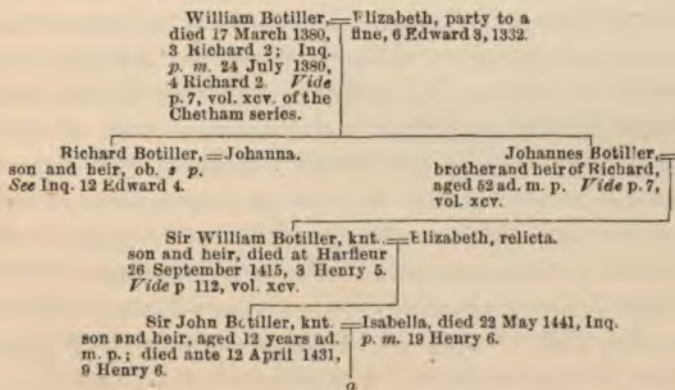 William Botiller,
died 17 March 1380,
3 Richard 2; Inq.
p. m. 24 July 1380,
4 Richard 2. Vide
p. 7, vol. xcv. of the
Chetham series.
=Elizabeth, party to a
fine, 6 Edward 3, 1332.
Richard Botiller,
son and heir, ob. s p.
See Inq. 12 Edward 4.
=Johanna.
Johannes Botiller,=
brother and heir of Richard,
aged 52 ad. m. p. Vide p. 7,
vol. xcv.
Sir William Botiller, knt.
son and heir, died at Harfleur
26 September 1415, 3 Henry 5.
Vide p 112, vol. xcv.
=Elizabeth, relicta.
Sir John Botiller, knt.
son and heir, aged 12 years ad.
m. p.; died ante 12 April 1431,
9 Henry 6.
=Isabella, died 22 May 1441, Inq.
p. m. 19 Henry 6.
a